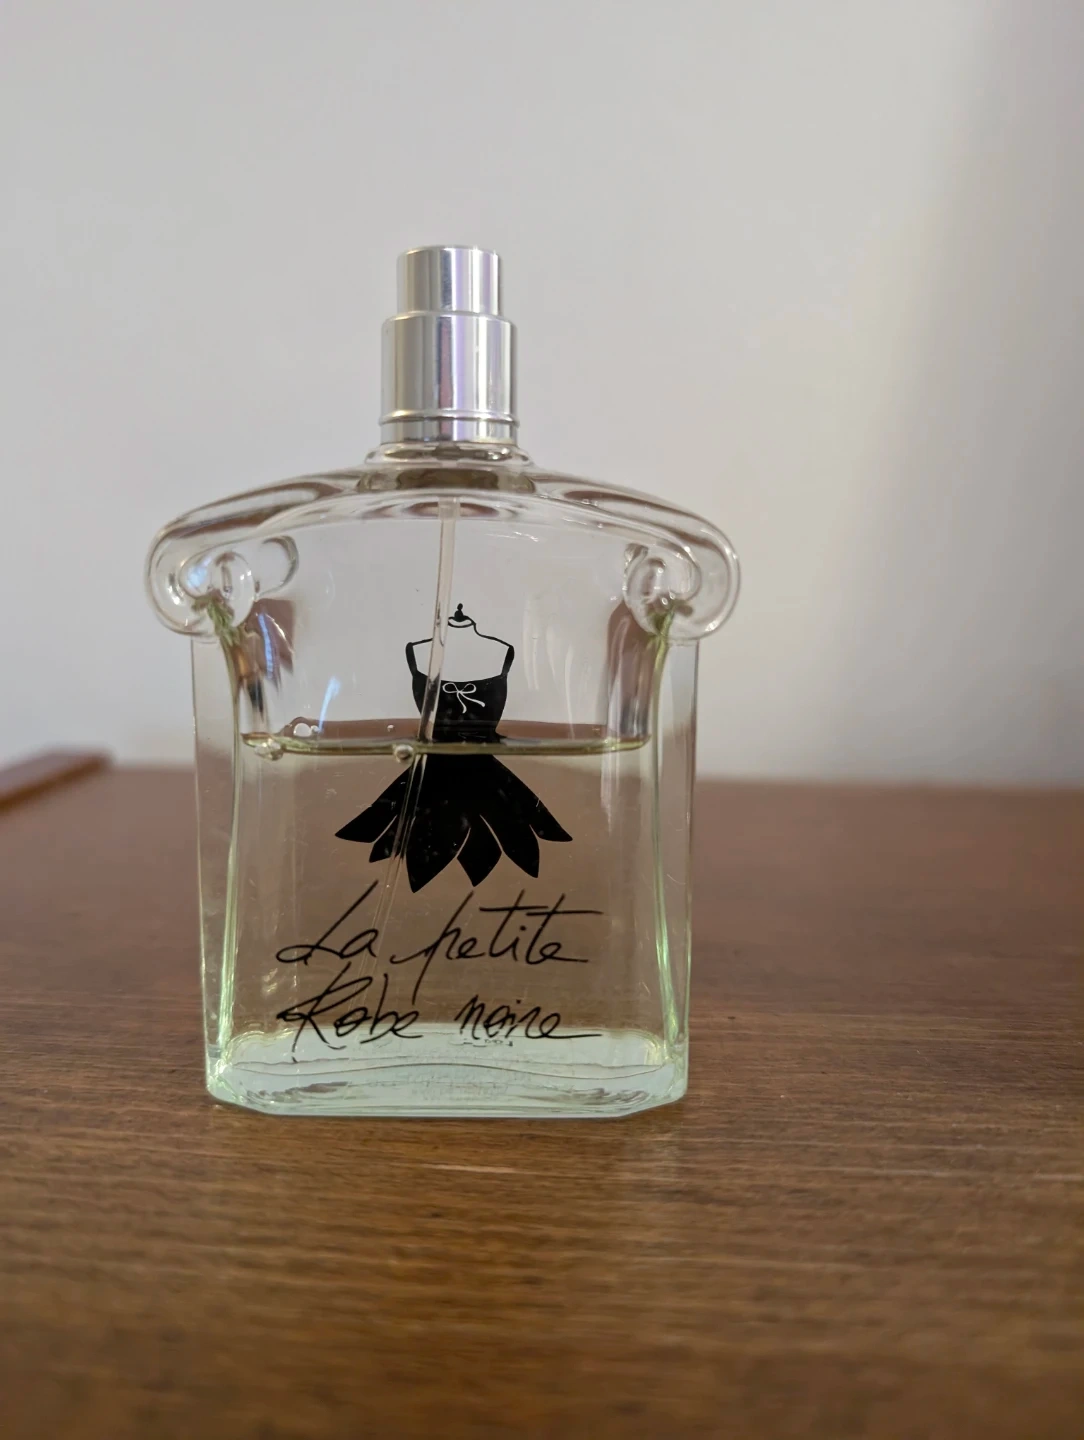 La petite
Robe noire